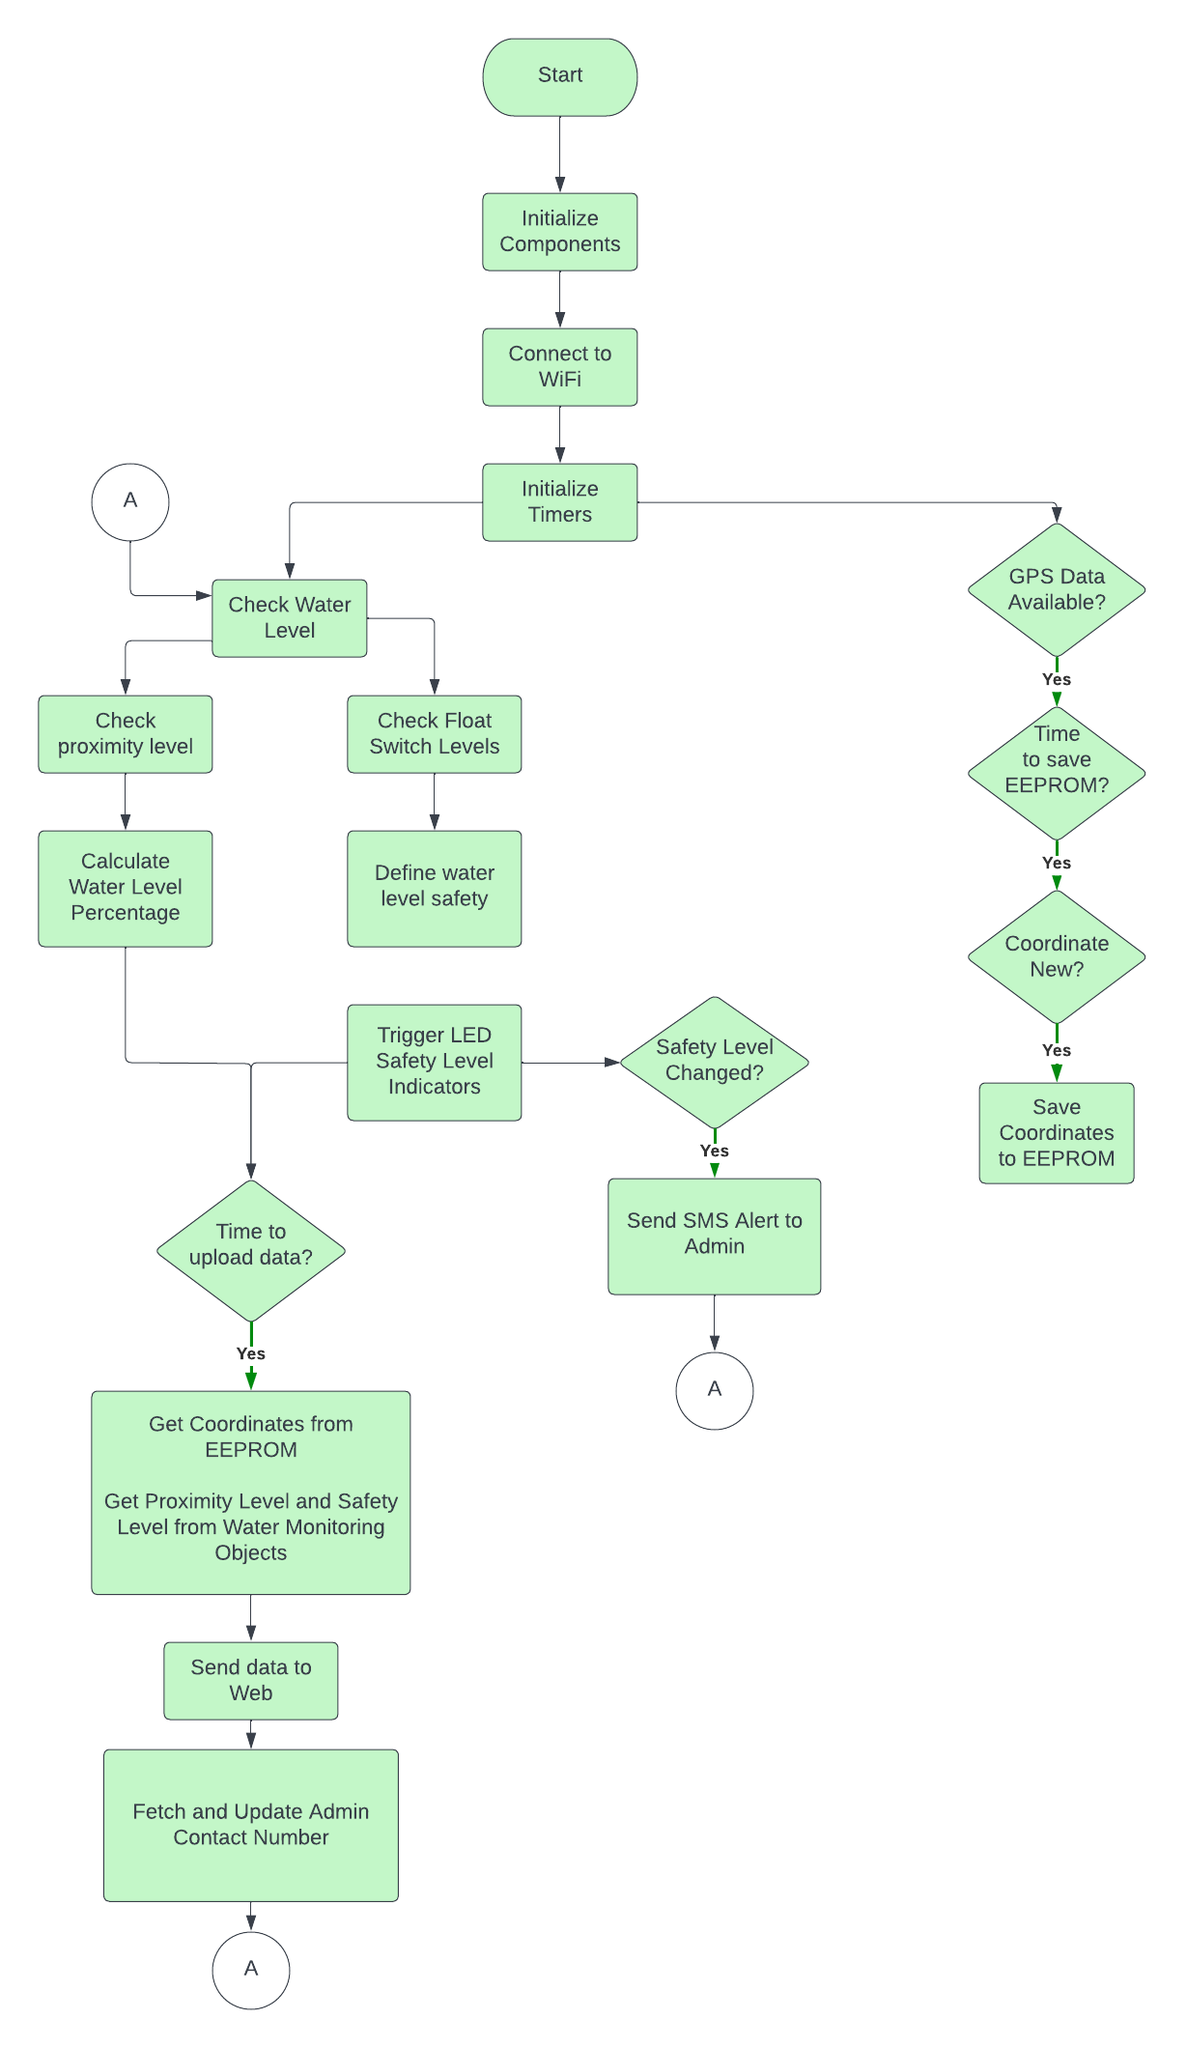 Start
Initialize
Components
Connect to
WiFi
Initialize
Timers
A
GPS Data
Available?
Check Water
Level
Yes
Check
proximity level
Check Float
Switch Levels
Time
to save
EEPROM?
Calculate
Water Level
Percentage
Define water
level safety
Yes
Coordinate
New?
Trigger LED
Safety Level
Indicators
Safety Level
Changed?
Yes
Save
Coordinates
to EEPROM
Yes
Send SMS Alert to
Admin
Time to
upload data?
Yes
A
Get Coordinates from
EEPROM
Get Proximity Level and Safety
Level from Water Monitoring
Objects
Send data to
Web
Fetch and Update Admin
Contact Number
A